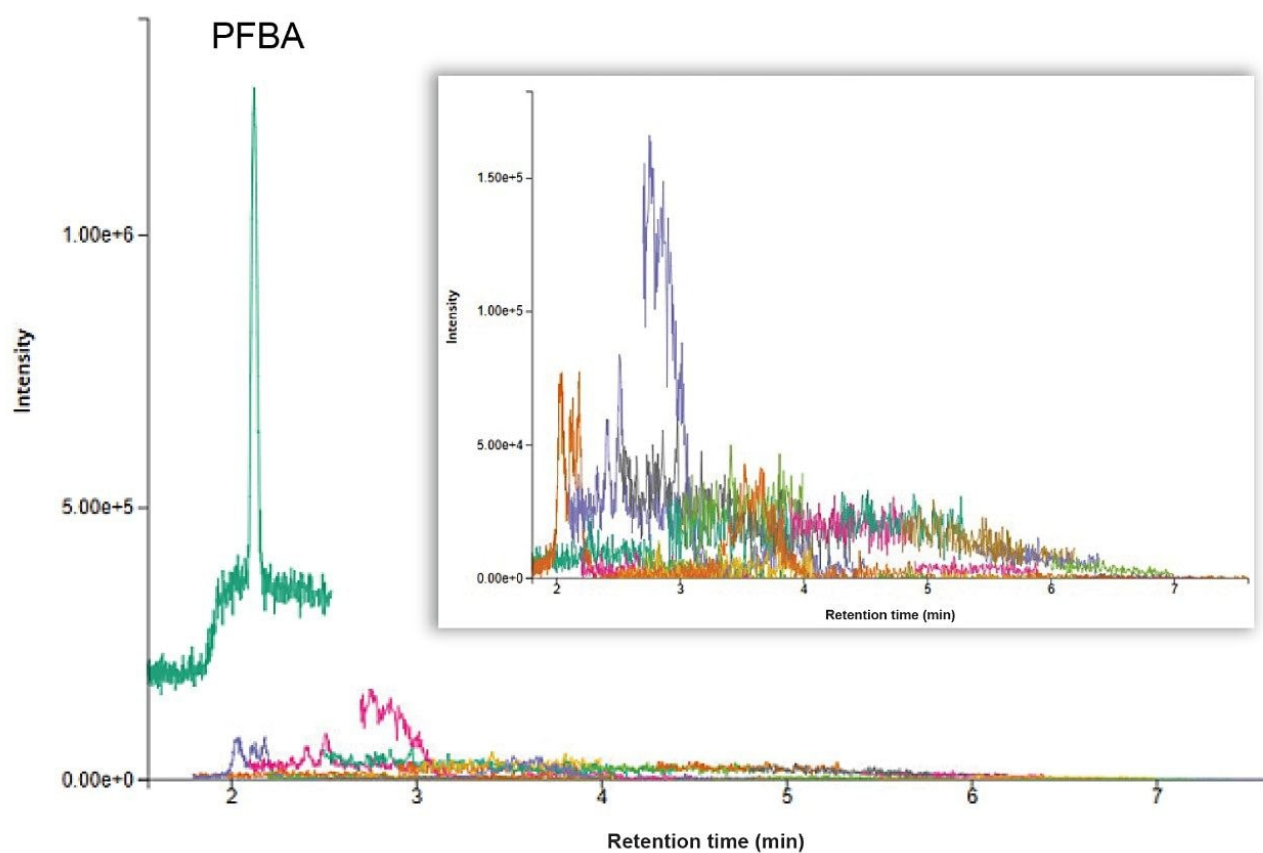 PFBA
1.00e+6
5.00e+5
0.00e+0
Intensity
2 3 4 5 6 7
Retention time (min)
1.50e+5
1.00e+5
5.00e+4
0.00e+0
Intensity
2 3 4 5 6 7
Retention time (min)